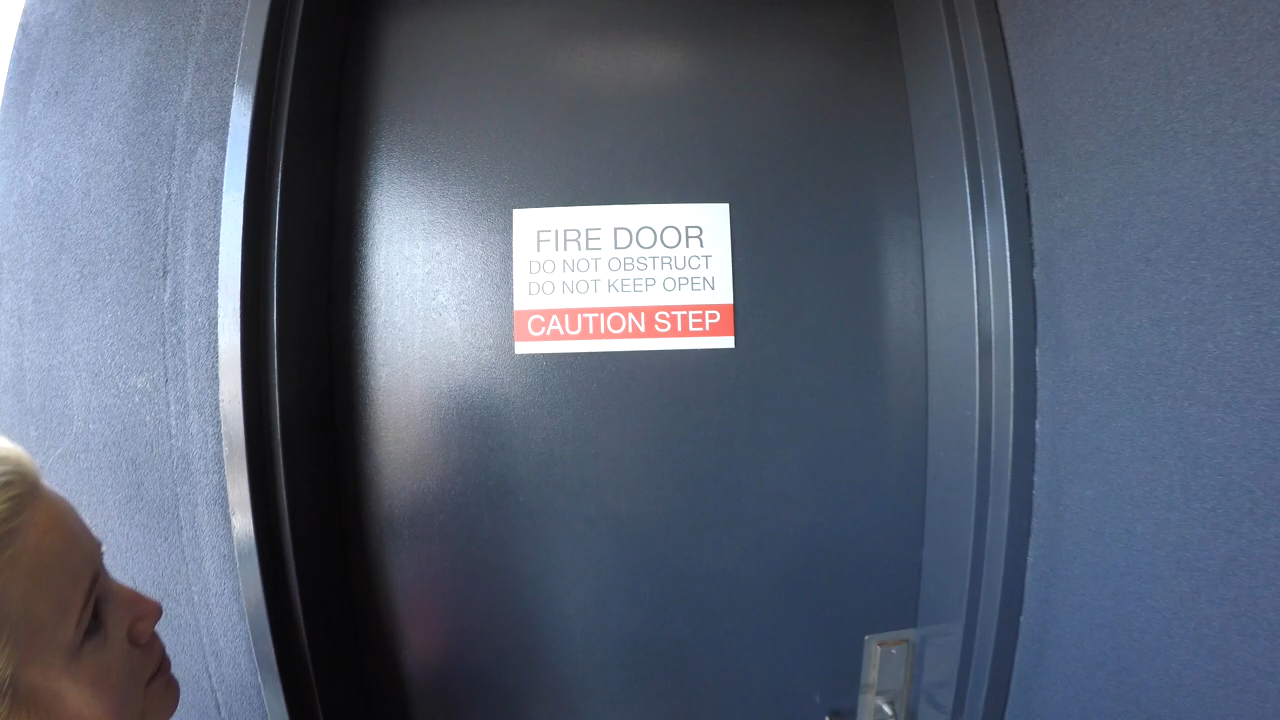 FIRE DOOR
DO NOT OBSTRUCT
DO NOT KEEP OPEN
CAUTION STEP